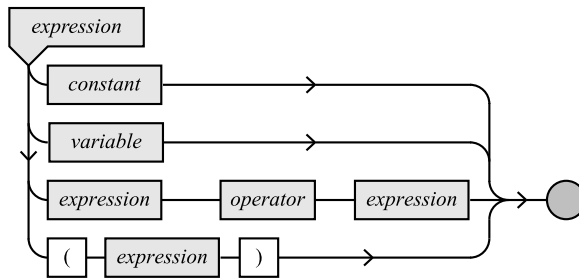 expression
constant
variable
expression operator expression
( expression )